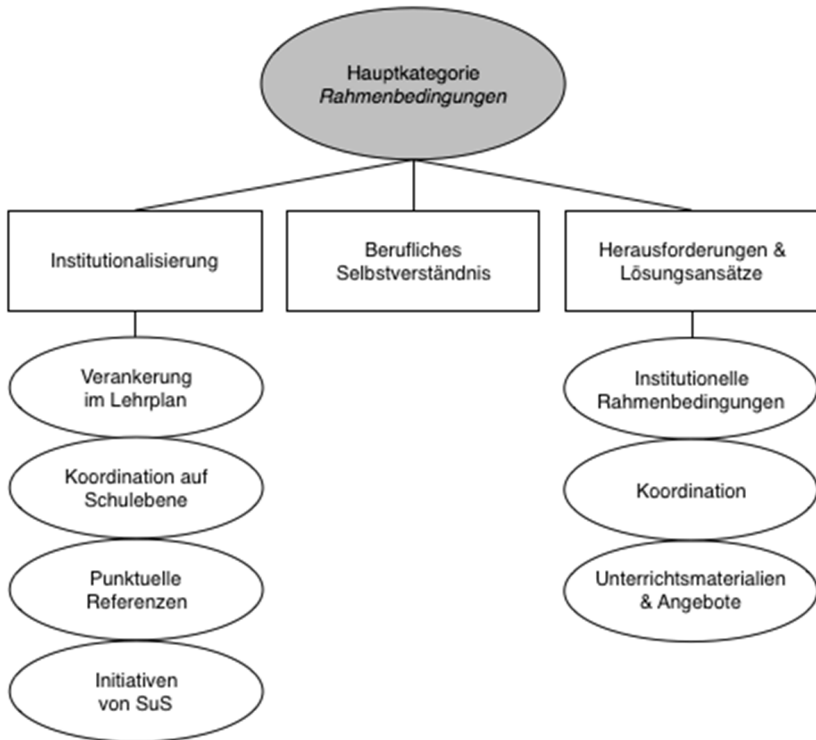 Hauptkategorie
Rahmenbedingungen
Institutionalisierung
Berufliches
Selbstverständnis
Herausforderungen &
Lösungsansätze
Verankerung
im Lehrplan
Koordination auf
Schulebene
Punktuelle
Referenzen
Initiativen
von SuS
Institutionelle
Rahmenbedingungen
Koordination
Unterrichtsmaterialien
& Angebote